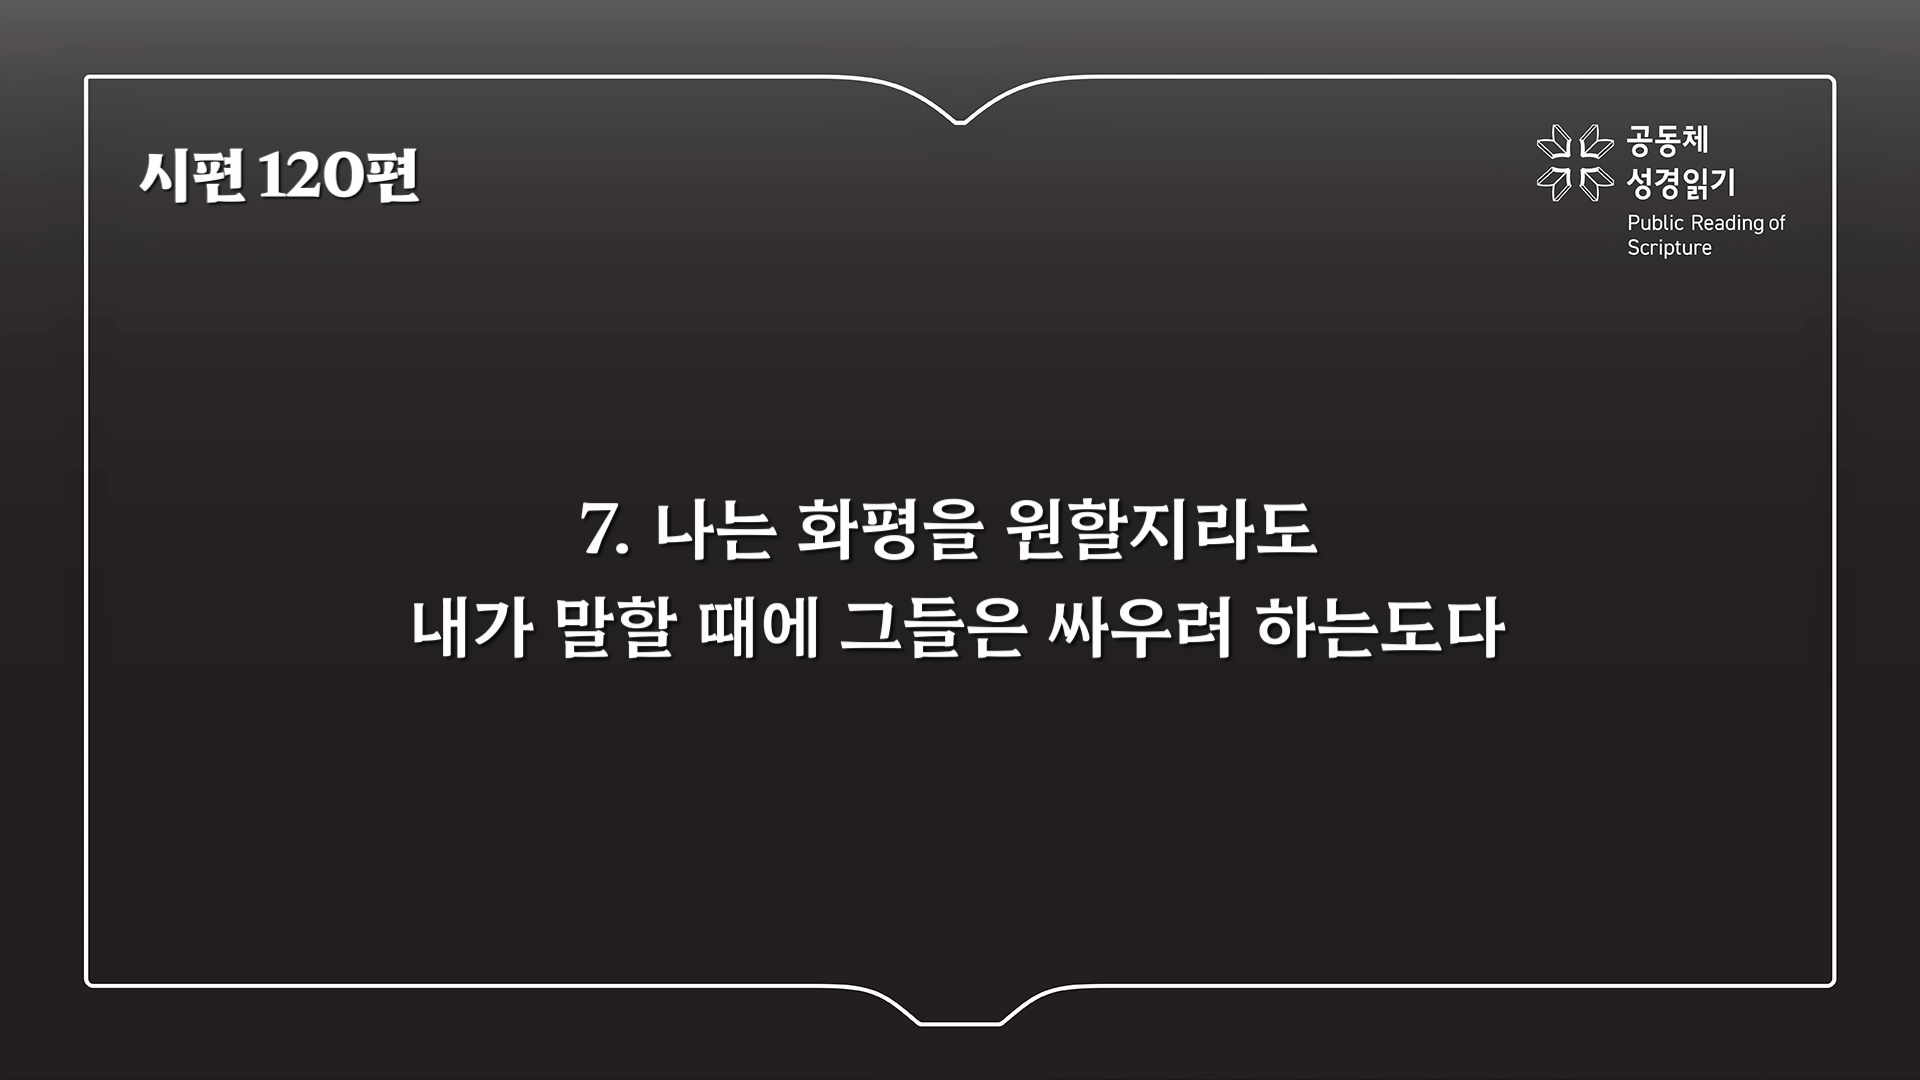 시편 120편
공동체
성경읽기
Public Reading of
Scripture
7. 나는 화평을 원할지라도
내가 말할 때에 그들은 싸우려 하는도다